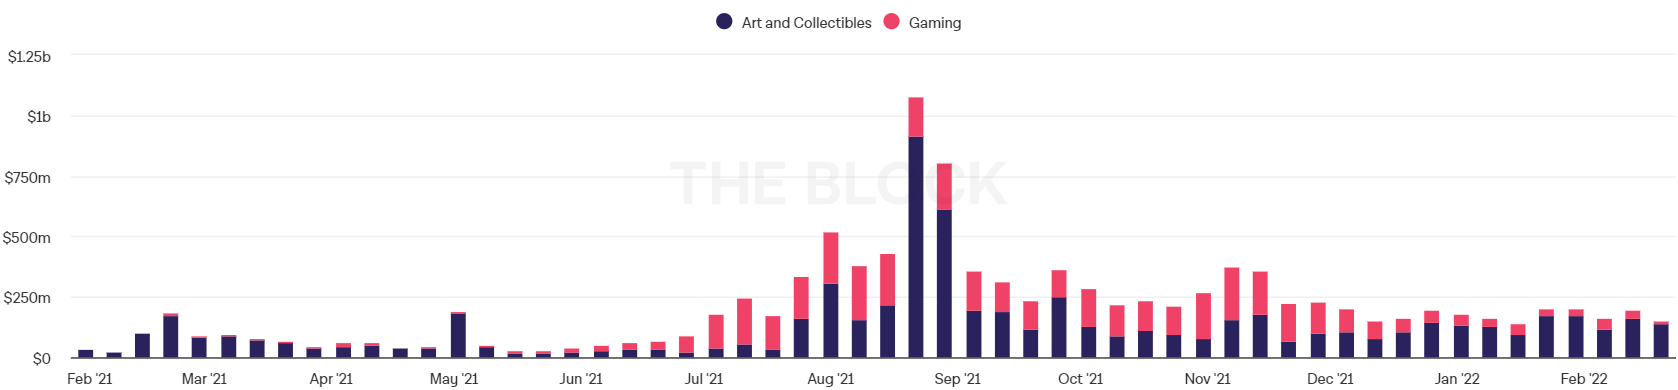 Art and Collectibles Gaming
$1.25b
$1b
$750m
$500m
$250m
$0
THE BLOCK
Feb '21 Mar '21 Apr '21 May '21 Jun '21 Jul '21 Aug '21 Sep '21 Oct '21 Nov '21 Dec '21 Jan '22 Feb '22